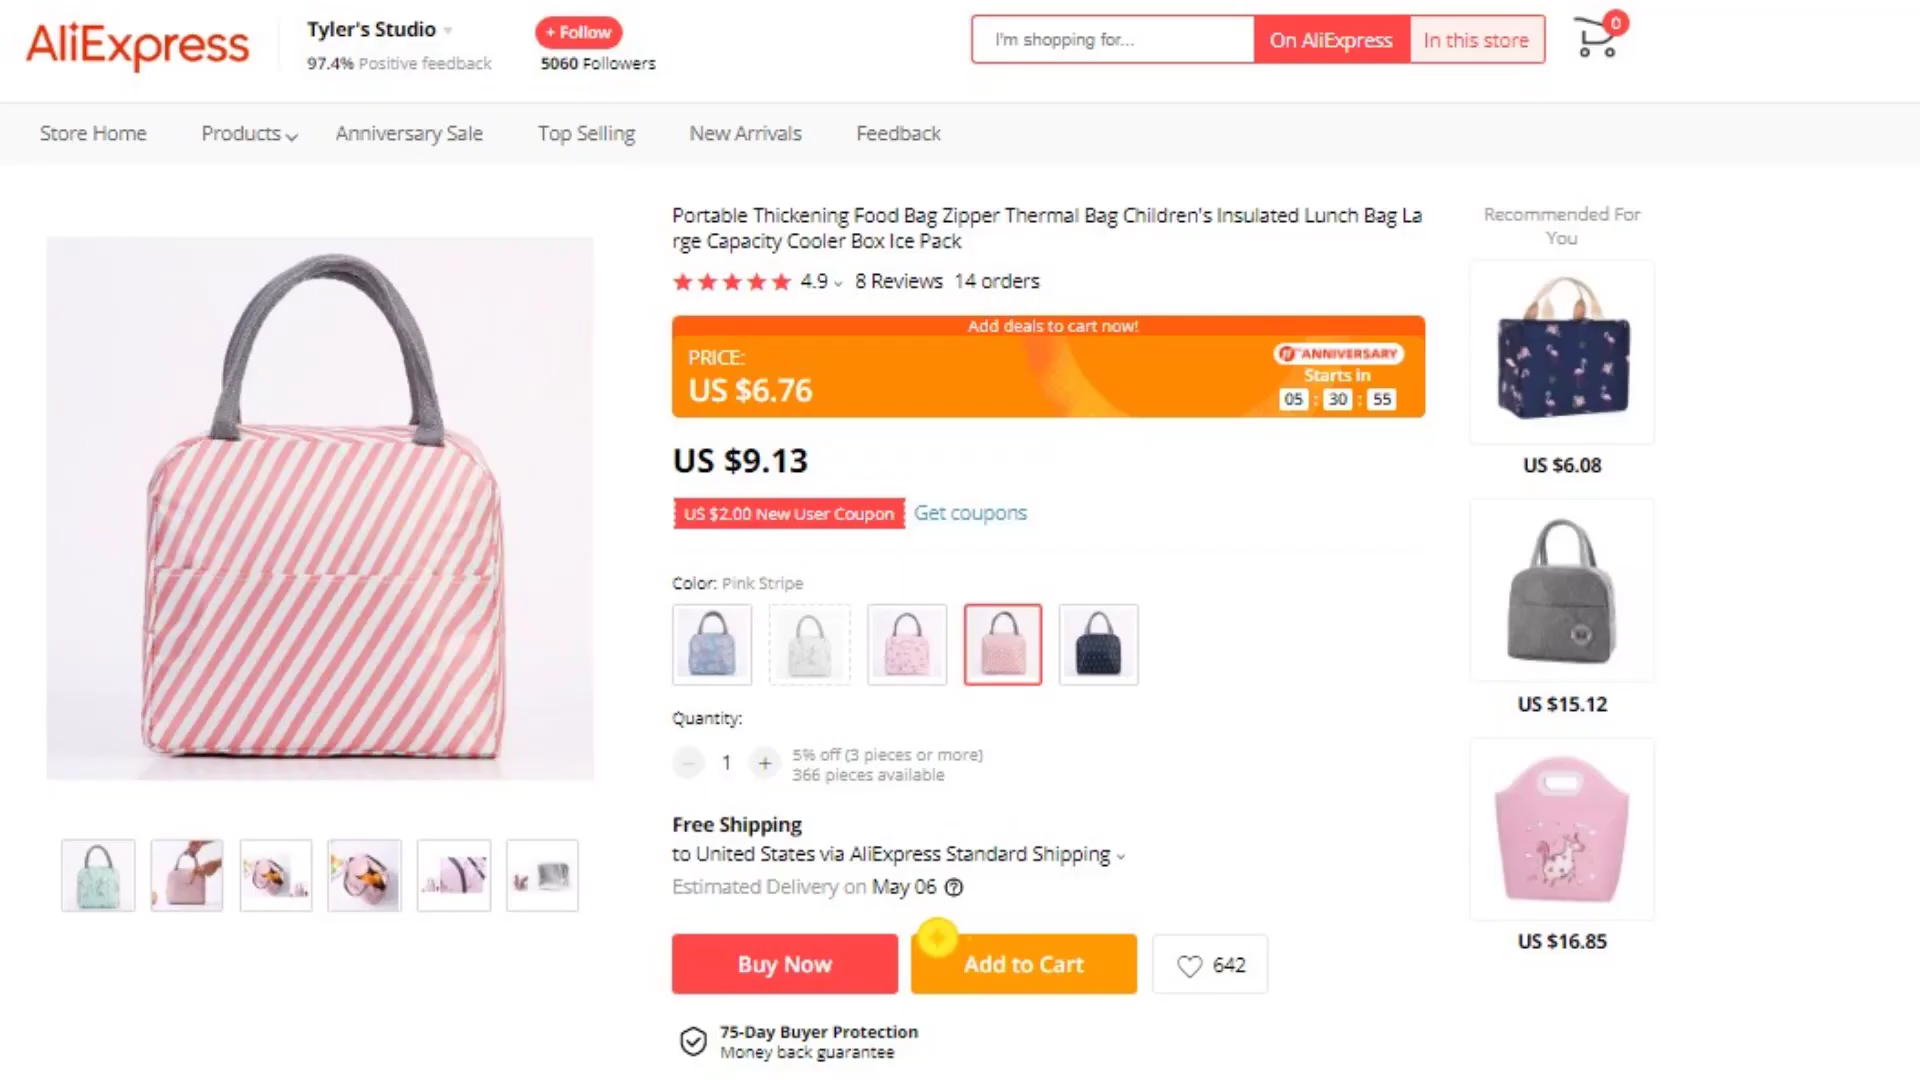 AliExpress
Tyler's Studio
97.4% Positive feedback
+ Follow
5060 Followers
I'm shopping for...
On AliExpress
In this store
0
Store Home
Products
Anniversary Sale
Top Selling
New Arrivals
Feedback
Portable Thickening Food Bag Zipper Thermal Bag Children's Insulated Lunch Bag La
rge Capacity Cooler Box Ice Pack
4.9
8 Reviews
14 orders
Add deals to cart now!
PRICE:
US $6.76
ANNIVERSARY
Starts in
05 : 30 : 55
US $9.13
US $2.00 New User Coupon
Get coupons
Color: Pink Stripe
Quantity:
1
5% off (3 pieces or more)
366 pieces available
Free Shipping
to United States via AliExpress Standard Shipping
Estimated Delivery on May 06
Buy Now
Add to Cart
642
75-Day Buyer Protection
Money back guarantee
Recommended For
You
US $6.08
US $15.12
US $16.85